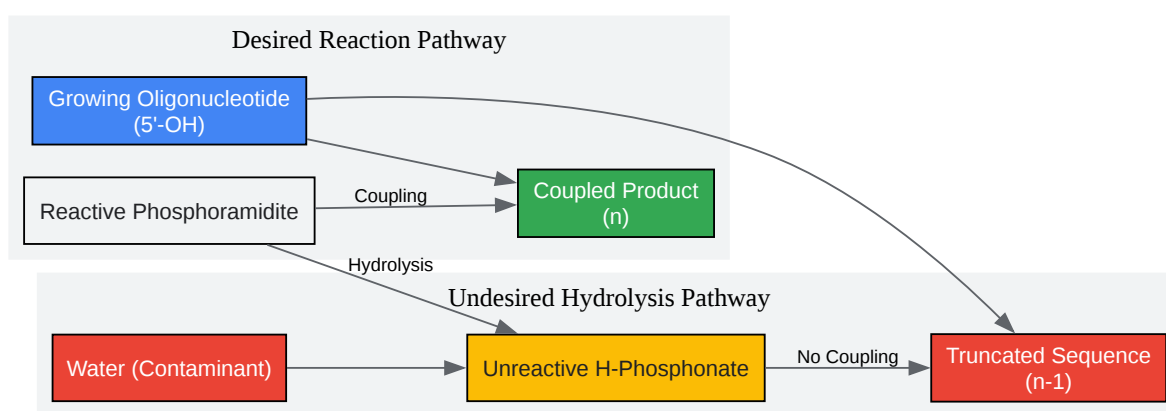 Desired Reaction Pathway
Growing Oligonucleotide
(5'-OH)
Reactive Phosphoramidite
Coupling
Coupled Product
(n)
Hydrolysis
Undesired Hydrolysis Pathway
Water (Contaminant)
Unreactive H-Phosphonate
No Coupling
Truncated Sequence
(n-1)